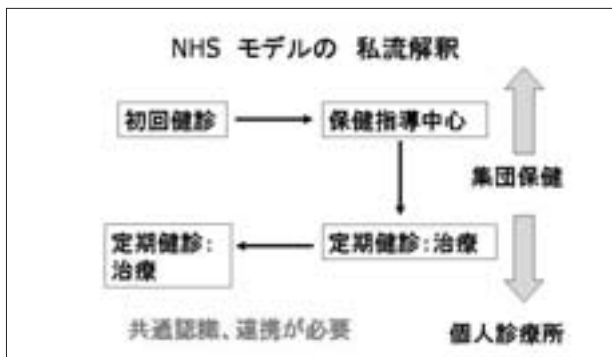 NHS モデルの 私流解釈
初回健診
保健指導中心
集団保健
定期健診:
治療
定期健診:治療
共通認識、連携が必要
個人診療所